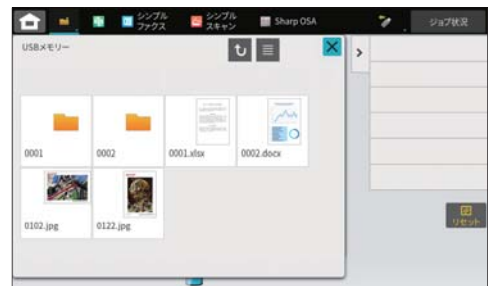 シンプル
ファクス
シンプル
スキャン
Sharp OSA
ジョブ状況
USBメモリー
0001
0002
0001.xlsx
0002.docx
0102.jpg
0122.jpg
リセット